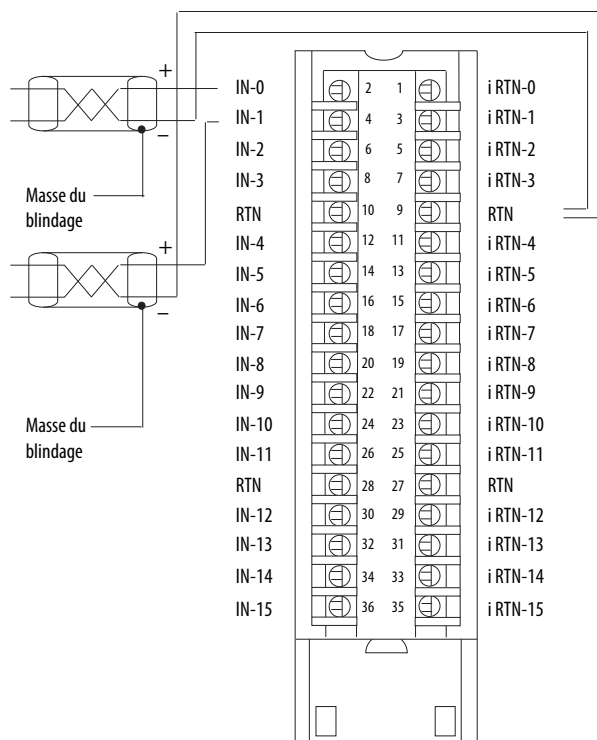 +
IN-0 2 1 i RTN-0
IN-1 4 3 i RTN-1
–
IN-2 6 5 i RTN-2
IN-3 8 7 i RTN-3
Masse du
blindage
RTN 10 9 RTN
+
IN-4 12 11 i RTN-4
IN-5 14 13 i RTN-5
IN-6 16 15 i RTN-6
–
IN-7 18 17 i RTN-7
IN-8 20 19 i RTN-8
IN-9 22 21 i RTN-9
Masse du
blindage
IN-10 24 23 i RTN-10
IN-11 26 25 i RTN-11
RTN 28 27 RTN
IN-12 30 29 i RTN-12
IN-13 32 31 i RTN-13
IN-14 34 33 i RTN-14
IN-15 36 35 i RTN-15